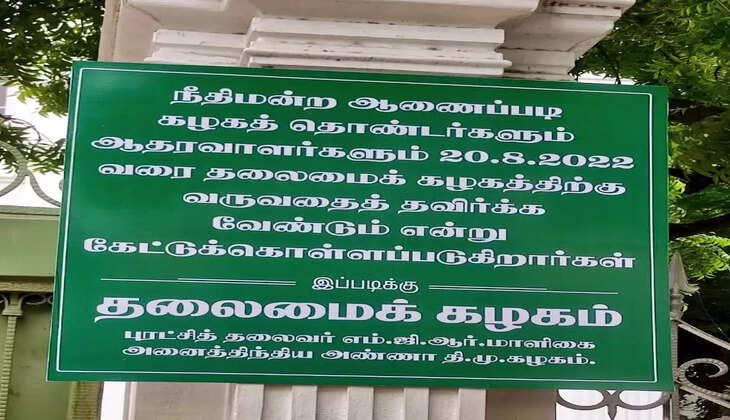 நீதிமன்ற ஆணைப்படி
கழகத் தொண்டர்களும்
ஆதரவாளர்களும் 20.8.2022
வரை தலைமைக் கழகத்திற்கு
வருவதைத் தவிர்க்க
வேண்டும் என்று
கேட்டுக்கொள்ளப்படுகிறார்கள்
இப்படிக்கு
தலைமைக் கழகம்
புரட்சித் தலைவர் எம்.ஜி.ஆர்.மாளிகை
அனைத்திந்திய அண்ணா தி.மு.கழகம்.